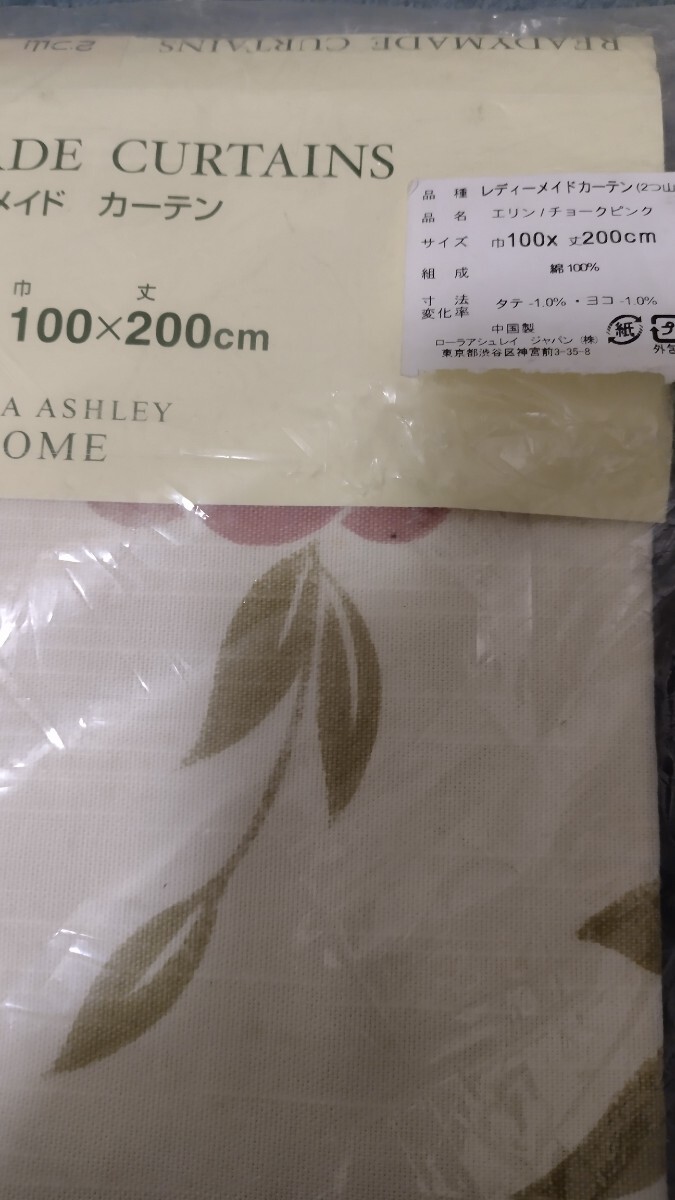 READYMADE CURTAINS
ADE CURTAINS
メイド カーテン
巾 丈
100×200cm
A ASHLEY
OME
品 種 レディーメイドカーテン(2つ山
品 名 エリン/チョークピンク
サイズ 巾100x 丈200cm
組 成 綿100%
寸 法
変化率 タテ -1.0%・ヨコ -1.0%
中国製
ローラアシュレイ ジャパン(株)
東京都渋谷区神宮前3-35-8
紙
プ
外包